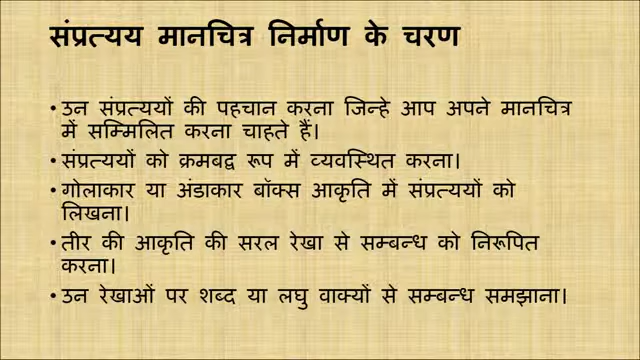 संप्रत्यय मानचित्र निर्माण के चरण
• उन संप्रत्ययों की पहचान करना जिन्हे आप अपने मानचित्र
में सम्मिलित करना चाहते हैं।
• संप्रत्ययों को क्रमबद्व रूप में व्यवस्थित करना।
• गोलाकार या अंडाकार बॉक्स आकृति में संप्रत्ययों को
लिखना।
• तीर की आकृति की सरल रेखा से सम्बन्ध को निरूपित
करना।
• उन रेखाओं पर शब्द या लघु वाक्यों से सम्बन्ध समझाना।